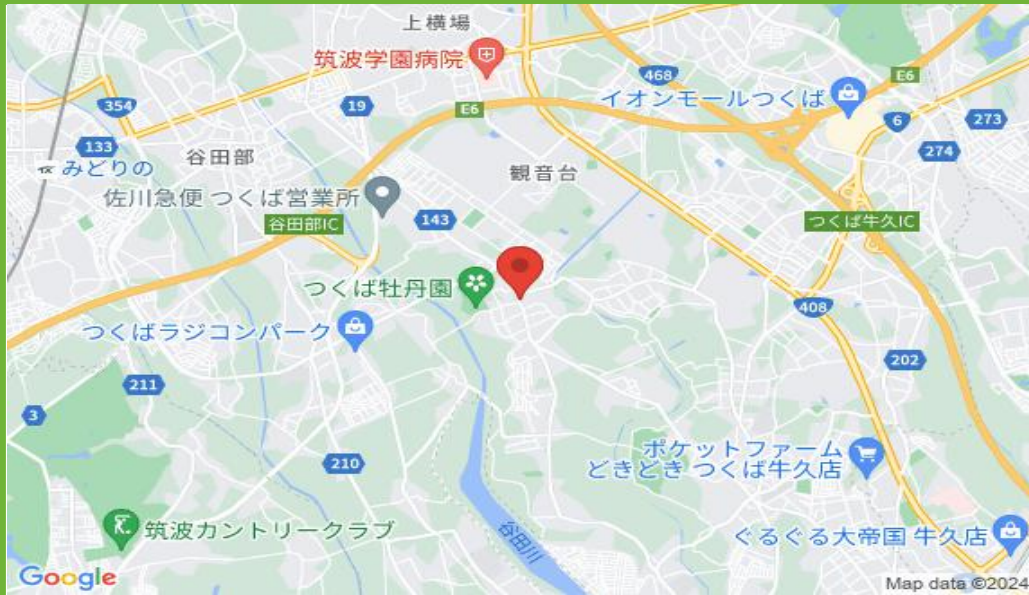 上横場
筑波学園病院
468
E6
イオンモールつくば
354
19
E6
6
273
133
274
みどりの
谷田部
観音台
佐川急便 つくば営業所
谷田部IC
143
つくば牛久IC
つくば牡丹園
408
つくばラジコンパーク
202
211
3
210
ポケットファーム
どきどき つくば牛久店
筑波カントリークラブ
谷田川
ぐるぐる大帝国 牛久店
Google
Map data ©2024